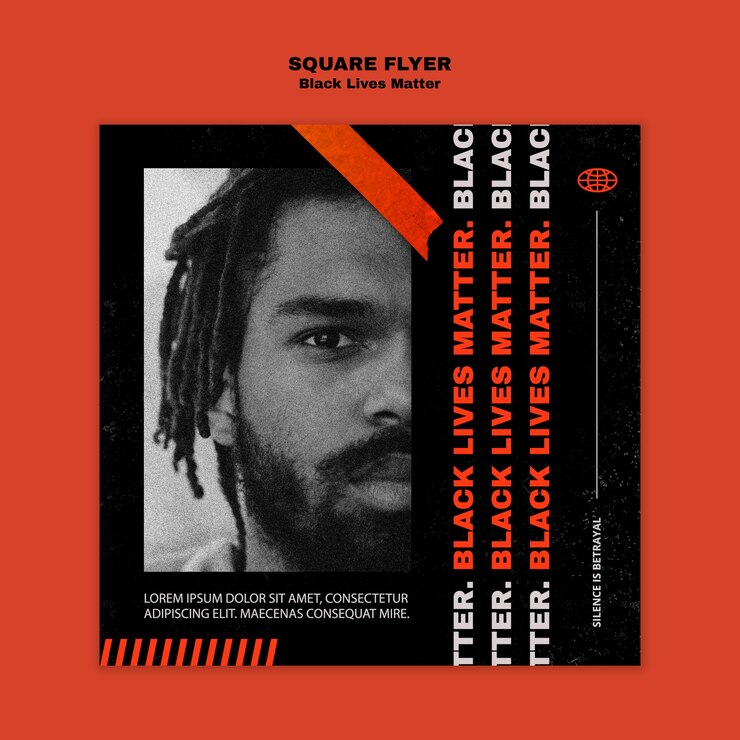 SQUARE FLYER
Black Lives Matter
LOREM IPSUM DOLOR SIT AMET, CONSECTETUR
ADIPISCING ELIT. MAECENAS CONSEQUAT MIRE.
TTER. BLACK LIVES MATTER. BLAC
TTER. BLACK LIVES MATTER. BLAC
TTER. BLACK LIVES MATTER. BLAC
SILENCE IS BETRAYAL